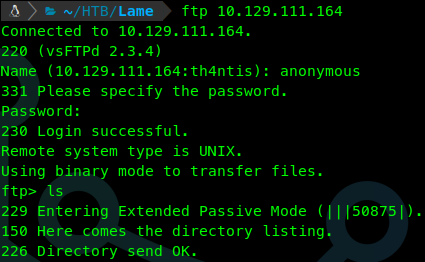 ~/HTB/Lame ftp 10.129.111.164
Connected to 10.129.111.164.
220 (vsFTPd 2.3.4)
Name (10.129.111.164:th4ntis): anonymous
331 Please specify the password.
Password:
230 Login successful.
Remote system type is UNIX.
Using binary mode to transfer files.
ftp> ls
229 Entering Extended Passive Mode (|||50875|).
150 Here comes the directory listing.
226 Directory send OK.